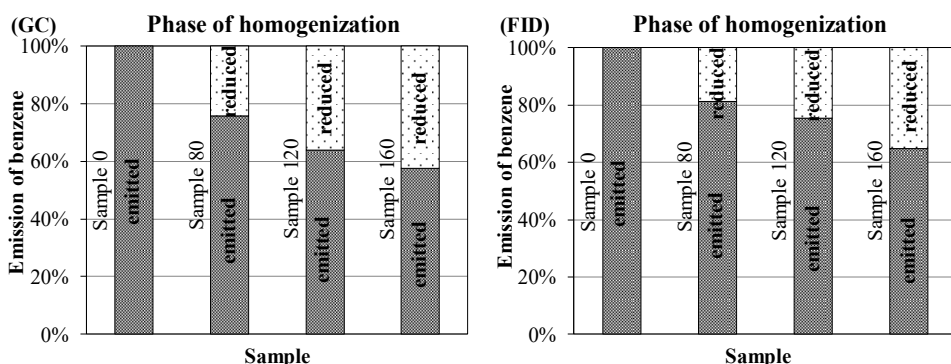 (GC) Phase of homogenization
Emission of benzene
100%
80%
60%
40%
20%
0%
Sample 0
emitted
Sample 80
reduced
emitted
Sample 120
reduced
emitted
Sample 160
reduced
emitted
Sample
(FID) Phase of homogenization
Emission of benzene
100%
80%
60%
40%
20%
0%
Sample 0
emitted
Sample 80
reduced
emitted
Sample 120
reduced
emitted
Sample 160
reduced
emitted
Sample